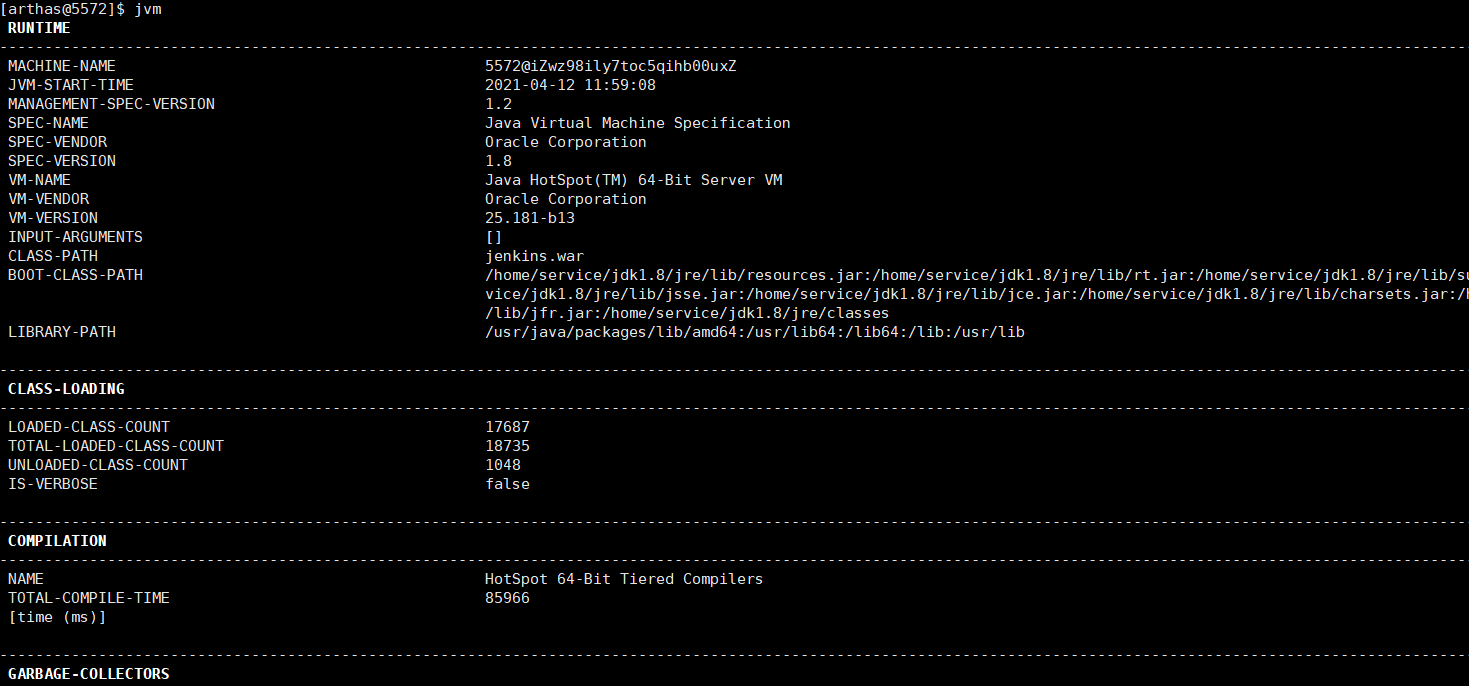 [arthas@5572]$ jvm
RUNTIME
MACHINE-NAME 5572@iZwz98ily7toc5qihb00uxZ
JVM-START-TIME 2021-04-12 11:59:08
MANAGEMENT-SPEC-VERSION 1.2
SPEC-NAME Java Virtual Machine Specification
SPEC-VENDOR Oracle Corporation
SPEC-VERSION 1.8
VM-NAME Java HotSpot(TM) 64-Bit Server VM
VM-VENDOR Oracle Corporation
VM-VERSION 25.181-b13
INPUT-ARGUMENTS []
CLASS-PATH jenkins.war
BOOT-CLASS-PATH /home/service/jdk1.8/jre/lib/resources.jar:/home/service/jdk1.8/jre/lib/rt.jar:/home/service/jdk1.8/jre/lib/su
vice/jdk1.8/jre/lib/jsse.jar:/home/service/jdk1.8/jre/lib/jce.jar:/home/service/jdk1.8/jre/lib/charsets.jar:/h
/lib/jfr.jar:/home/service/jdk1.8/jre/classes
LIBRARY-PATH /usr/java/packages/lib/amd64:/usr/lib64:/lib64:/lib:/usr/lib
CLASS-LOADING
LOADED-CLASS-COUNT 17687
TOTAL-LOADED-CLASS-COUNT 18735
UNLOADED-CLASS-COUNT 1048
IS-VERBOSE false
COMPILATION
NAME HotSpot 64-Bit Tiered Compilers
TOTAL-COMPILE-TIME 85966
[time (ms)]
GARBAGE-COLLECTORS